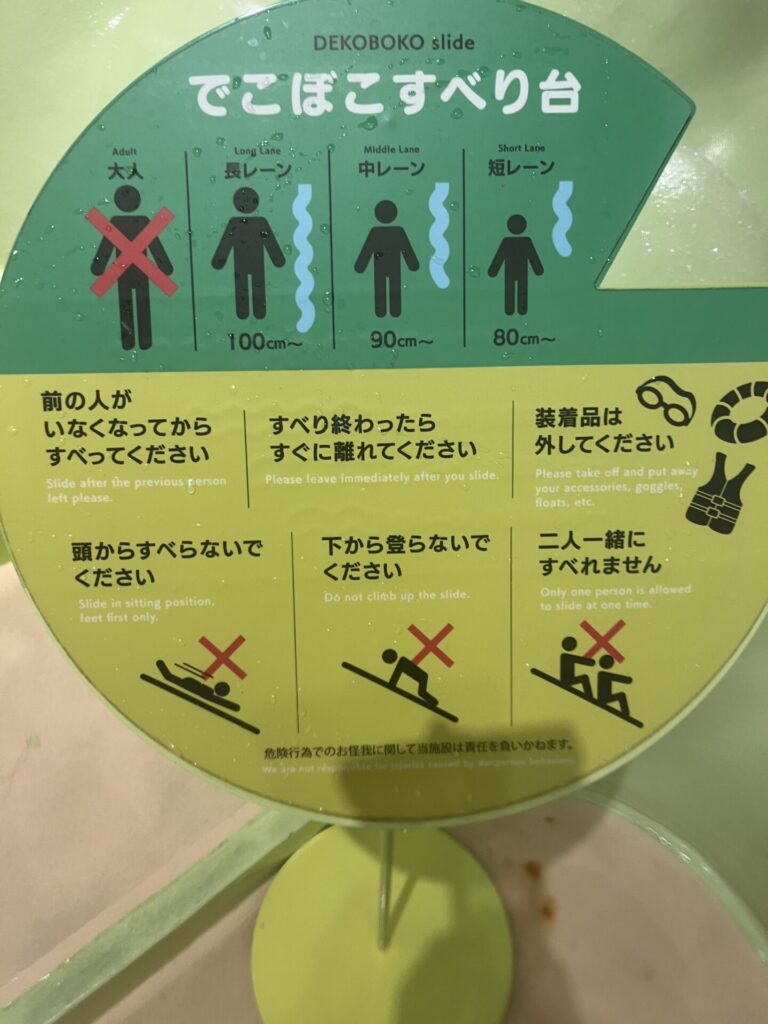 DEKOBOKO slide
でこぼこすべり台
Adult
大人
Long Lane
長レーン
100cm〜
Middle Lane
中レーン
90cm〜
Short Lane
短レーン
80cm〜
前の人が
いなくなってから
すべってください
Slide after the previous person
left please.
すべり終わったら
すぐに離れてください
Please leave immediately after you slide.
装着品は
外してください
Please take off and put away
your accessories, goggles,
floats, etc.
頭からすべらないで
ください
Slide in sitting position,
feet first only.
下から登らないで
ください
Do not climb up the slide.
二人一緒に
すべれません
Only one person is allowed
to slide at one time.
危険行為でのお怪我に関して当施設は責任を負いかねます。
We are not responsible for injuries caused by dangerous behaviors.